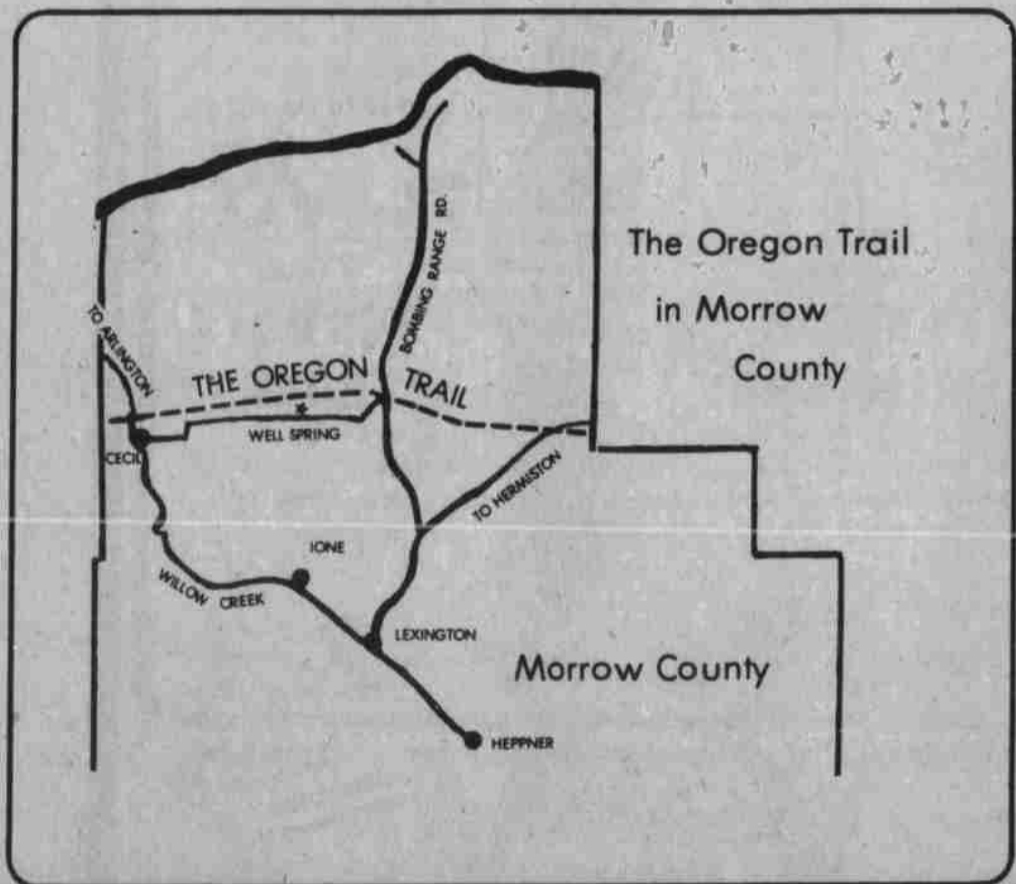 The Oregon Trail
in Morrow
County
BOMBING RANGE RD.
TO ARLINGTON
THE OREGON TRAIL
WELL SPRING
CECIL
TO HERMISTON
IONE
WILLOW CREEK
LEXINGTON
Morrow County
HEPPNER